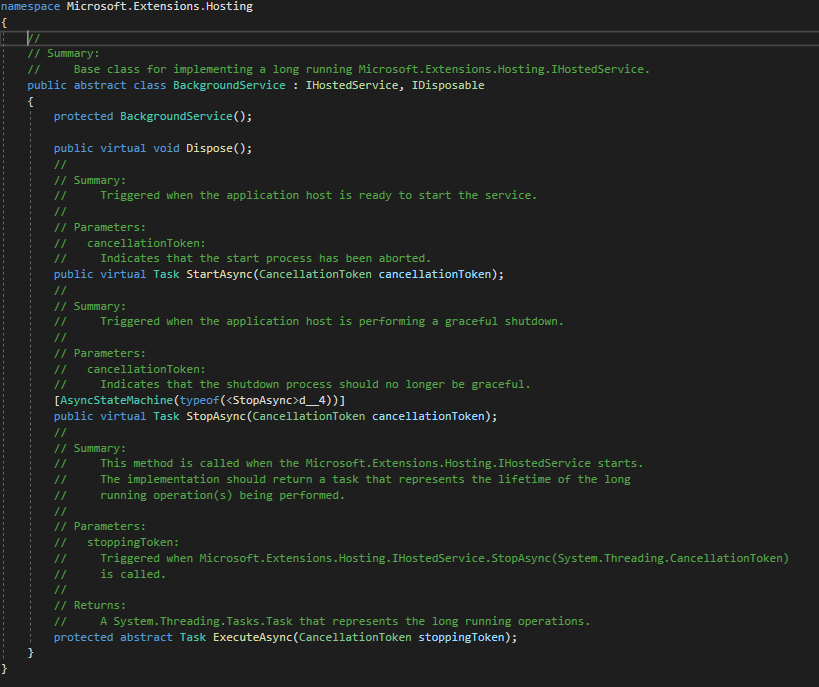 namespace Microsoft.Extensions.Hosting
{
//
// Summary:
//     Base class for implementing a long running Microsoft.Extensions.Hosting.IHostedService.
public abstract class BackgroundService : IHostedService, IDisposable
{
protected BackgroundService();
public virtual void Dispose();
//
// Summary:
//     Triggered when the application host is ready to start the service.
//
// Parameters:
//   cancellationToken:
//     Indicates that the start process has been aborted.
public virtual Task StartAsync(CancellationToken cancellationToken);
//
// Summary:
//     Triggered when the application host is performing a graceful shutdown.
//
// Parameters:
//   cancellationToken:
//     Indicates that the shutdown process should no longer be graceful.
[AsyncStateMachine(typeof(<StopAsync>d__4))]
public virtual Task StopAsync(CancellationToken cancellationToken);
//
// Summary:
//     This method is called when the Microsoft.Extensions.Hosting.IHostedService starts.
//     The implementation should return a task that represents the lifetime of the long
//     running operation(s) being performed.
//
// Parameters:
//   stoppingToken:
//     Triggered when Microsoft.Extensions.Hosting.IHostedService.StopAsync(System.Threading.CancellationToken)
//     is called.
//
// Returns:
//     A System.Threading.Tasks.Task that represents the long running operations.
protected abstract Task ExecuteAsync(CancellationToken stoppingToken);
}
}